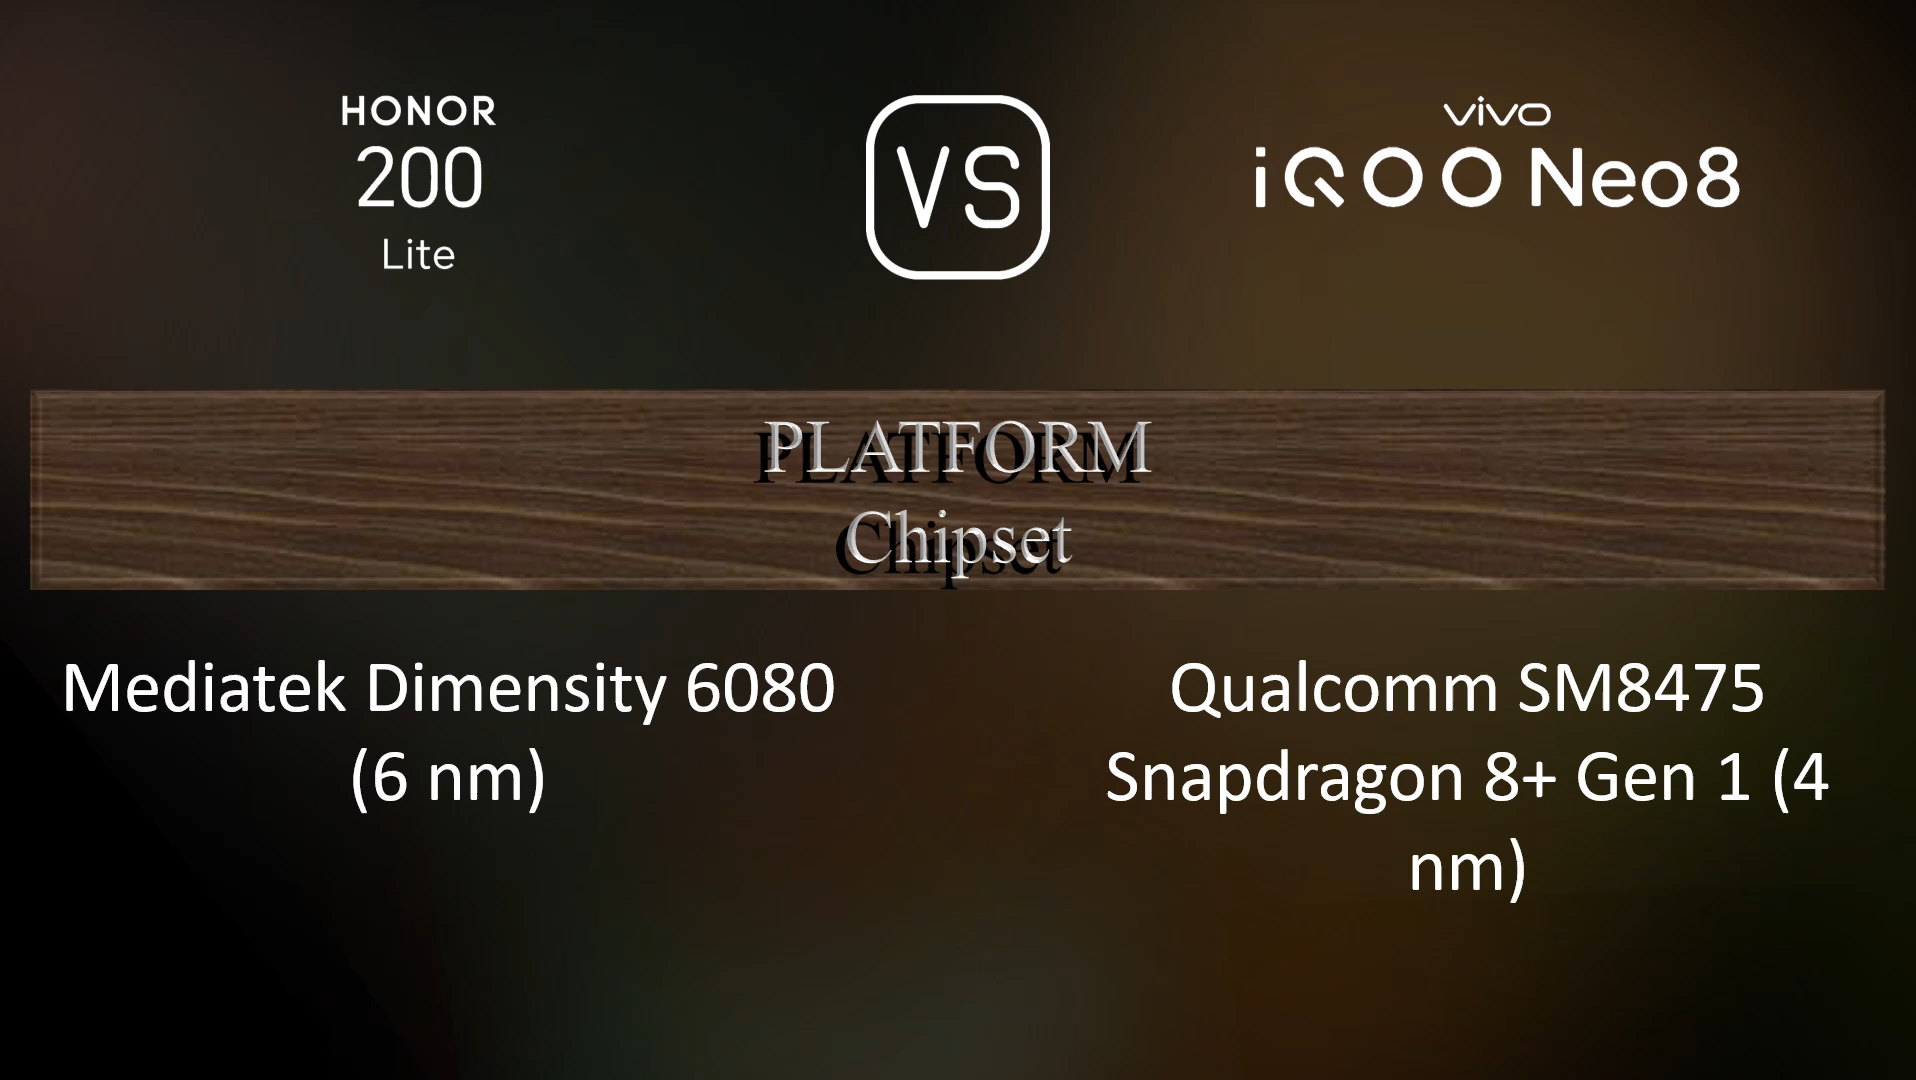 HONOR
200
Lite
VS
vivo
iQOO Neo8
PLATFORM
Chipset
Mediatek Dimensity 6080
(6 nm)
Qualcomm SM8475
Snapdragon 8+ Gen 1 (4
nm)